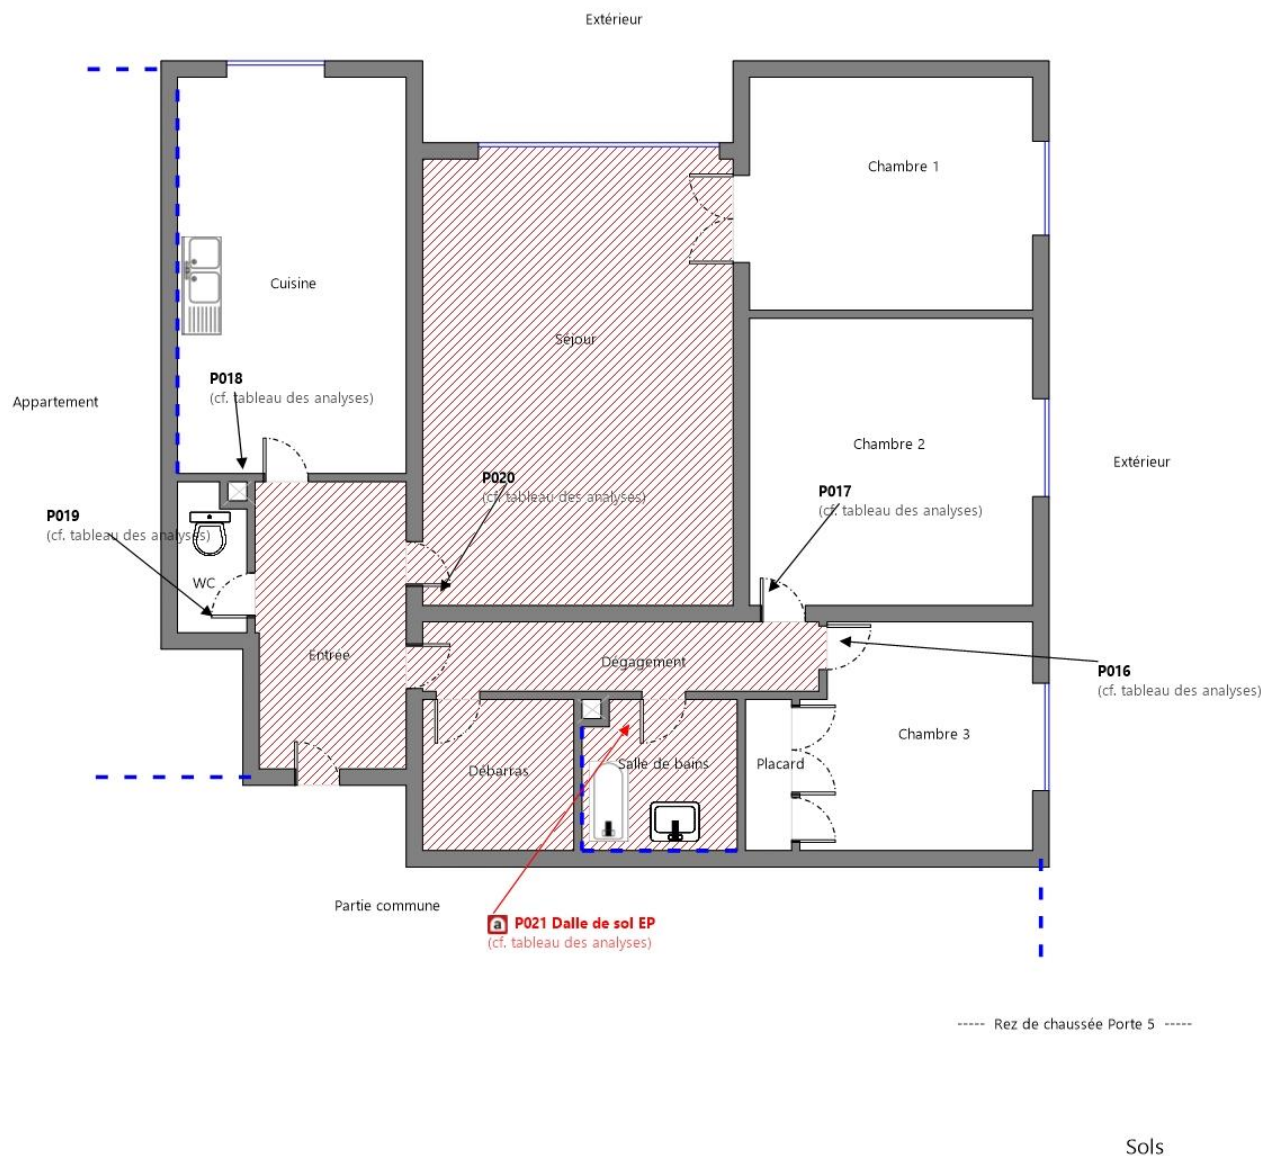 Extérieur
Chambre 1
Cuisine
Séjour
P018
(cf. tableau des analyses)
Appartement
Chambre 2
Extérieur
P020
(cf. tableau des analyses)
P017
(cf. tableau des analyses)
P019
(cf. tableau des analyses)
WC
Entrée
Dégagement
P016
(cf. tableau des analyses)
Chambre 3
Débarras
Salle de bains
Placard
Partie commune
a P021 Dalle de sol EP
(cf. tableau des analyses)
----- Rez de chaussée Porte 5 -----
Sols